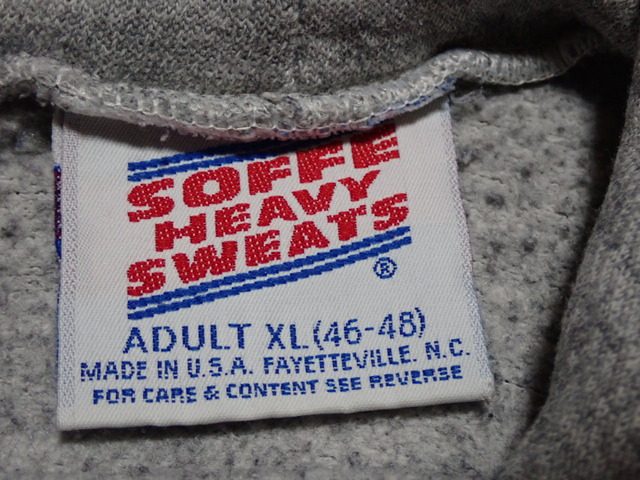 SOFFE
HEAVY
SWEATS
®
ADULT XL (46-48)
MADE IN U.S.A. FAYETTEVILLE, N.C.
FOR CARE & CONTENT SEE REVERSE